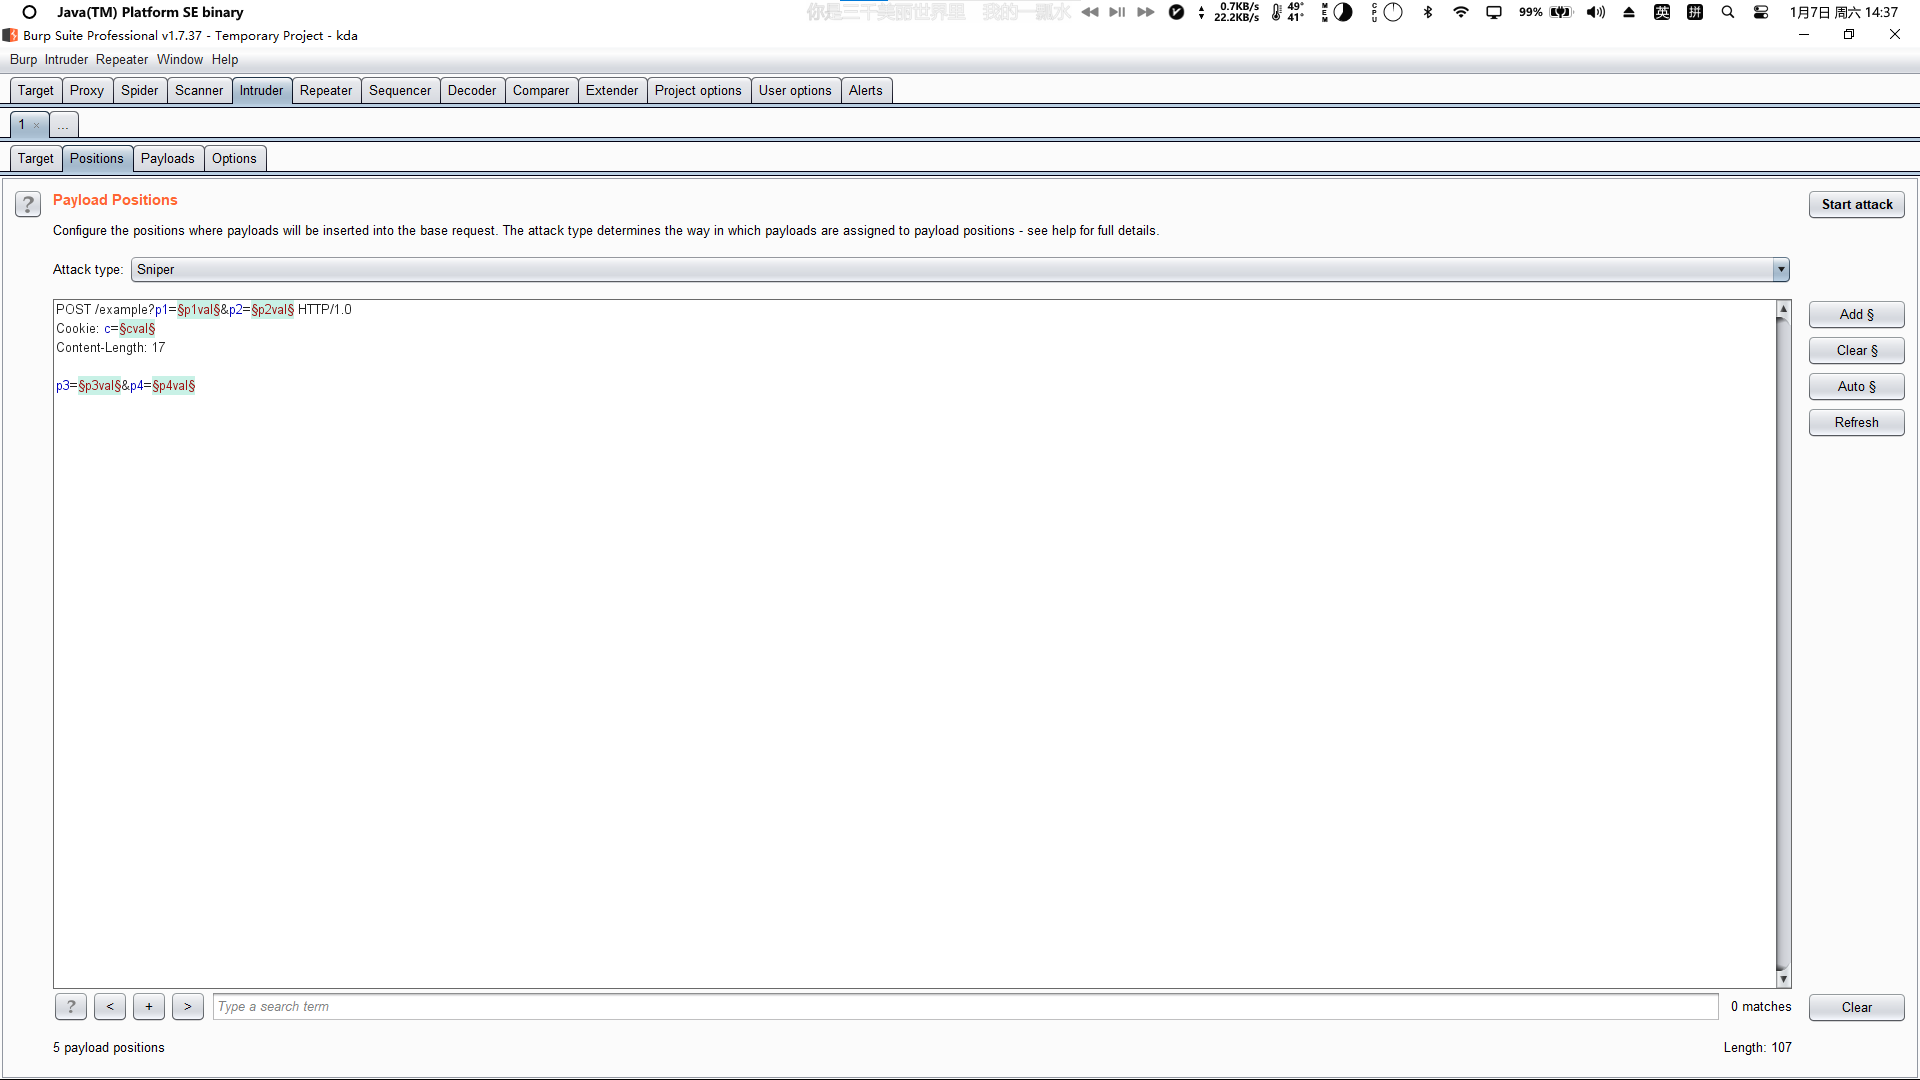 Java(TM) Platform SE binary
你是三千美丽世界里 我的一瓢水
0.7KB/s
22.2KB/s
49°
41°
MEM
CPU
99%
英
拼
1月7日 周六 14:37
Burp Suite Professional v1.7.37 - Temporary Project - kda
Burp Intruder Repeater Window Help
Target Proxy Spider Scanner Intruder Repeater Sequencer Decoder Comparer Extender Project options User options Alerts
1 × ...
Target Positions Payloads Options
? Payload Positions
Start attack
Configure the positions where payloads will be inserted into the base request. The attack type determines the way in which payloads are assigned to payload positions - see help for full details.
Attack type: Sniper
POST /example?p1=§p1val§&p2=§p2val§ HTTP/1.0
Cookie: c=§cval§
Content-Length: 17
p3=§p3val§&p4=§p4val§
Add §
Clear §
Auto §
Refresh
? < + > Type a search term 0 matches Clear
5 payload positions
Length: 107